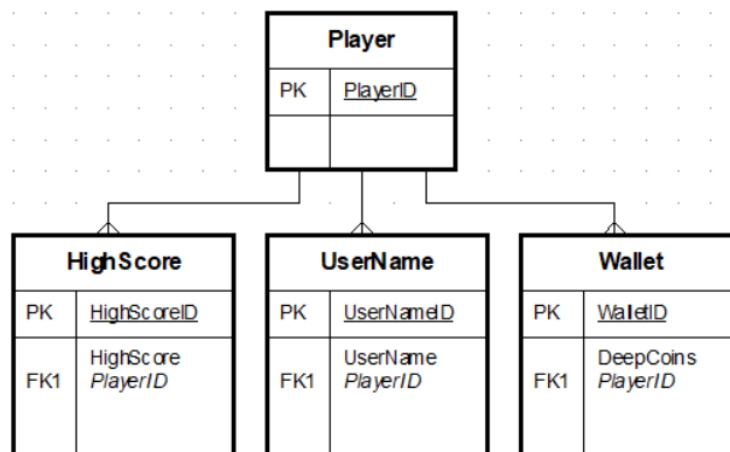 Player
PK PlayerID
HighScore
PK HighScoreID
HighScore
FK1 PlayerID
UserName
PK UserNameID
UserName
FK1 PlayerID
Wallet
PK WalletID
DeepCoins
FK1 PlayerID